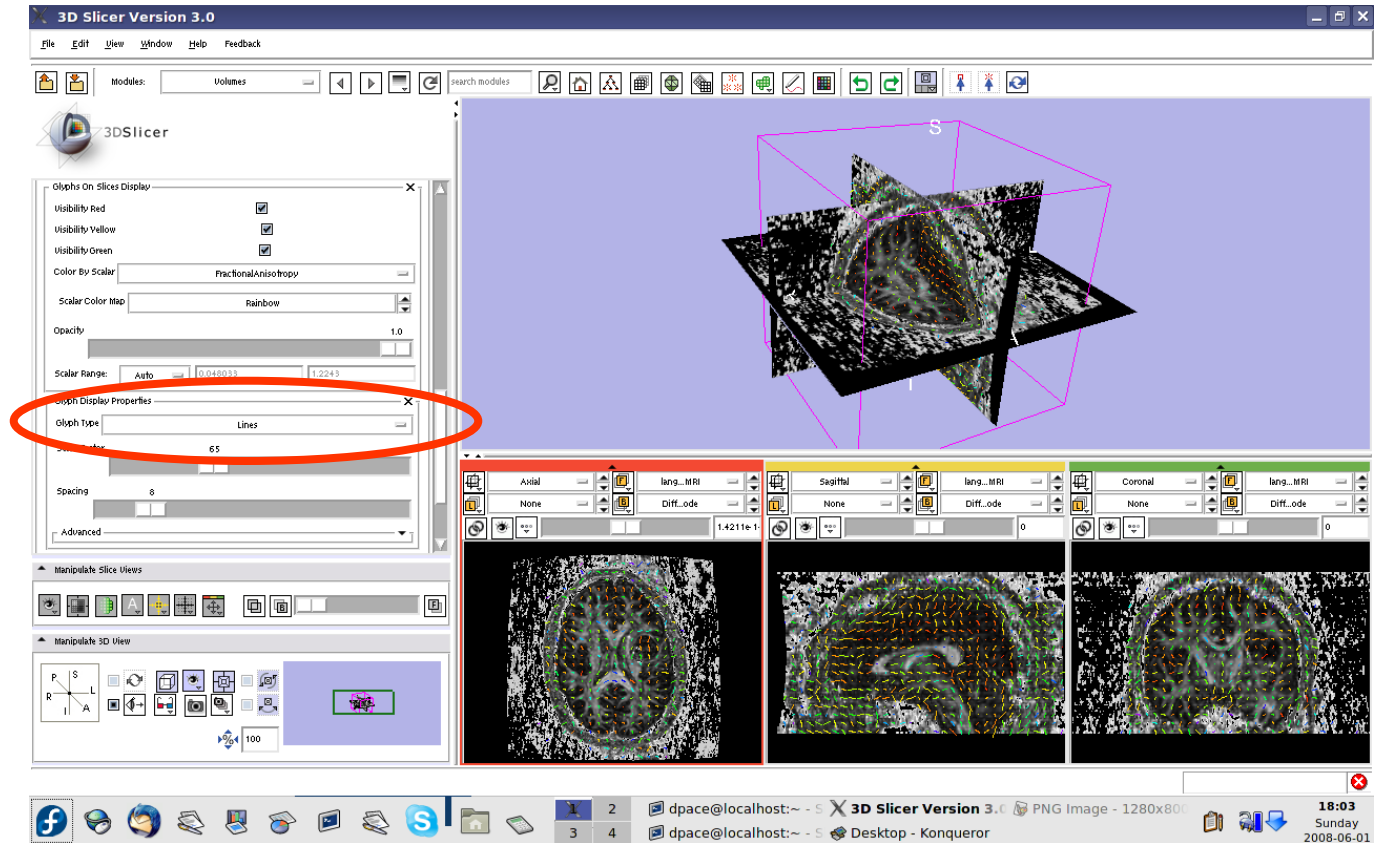 3D Slicer Version 3.0
File Edit View Window Help Feedback
Modules: Volumes search modules
3DSlicer
Glyphs On Slices Display
Visibility Red
Visibility Yellow
Visibility Green
Color By Scalar FractionalAnisotropy
Scalar Color Map Rainbow
Opacity 1.0
Scalar Range: Auto 0.048033 1.2243
Glyph Display Properties
Glyph Type Lines
65
Spacing 8
Advanced
Manipulate Slice Views
Manipulate 3D View
P S
R L
I A
% 100
S
A
I
Axial lang...MRI
None Diff...ode
1.4211e-1
Sagittal lang...MRI
None Diff...ode
0
Coronal lang...MRI
None Diff...ode
0
1 2
3 4
dpace@localhost:~ - S
3D Slicer Version 3.0
PNG Image - 1280x800
dpace@localhost:~ - S
Desktop - Konqueror
18:03
Sunday
2008-06-01